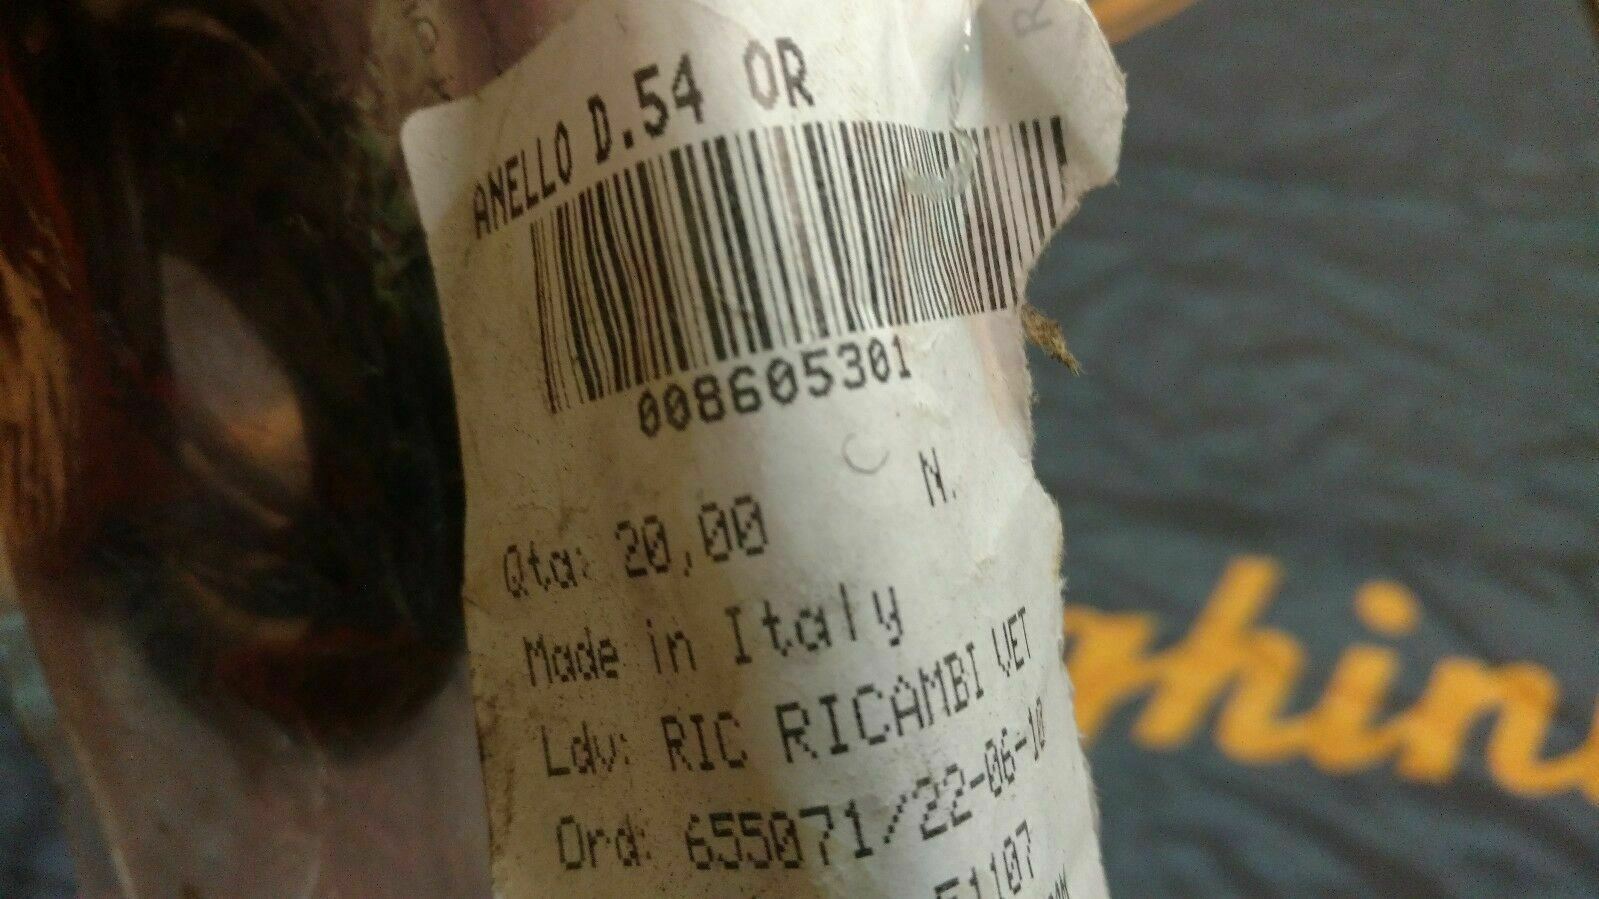 ANELLO D.54 OR
008605301
N.
Qta: 20,00
Made in Italy
Ldv: RIC RICAMBI VET
Ord: 655071/22-06-10
51107